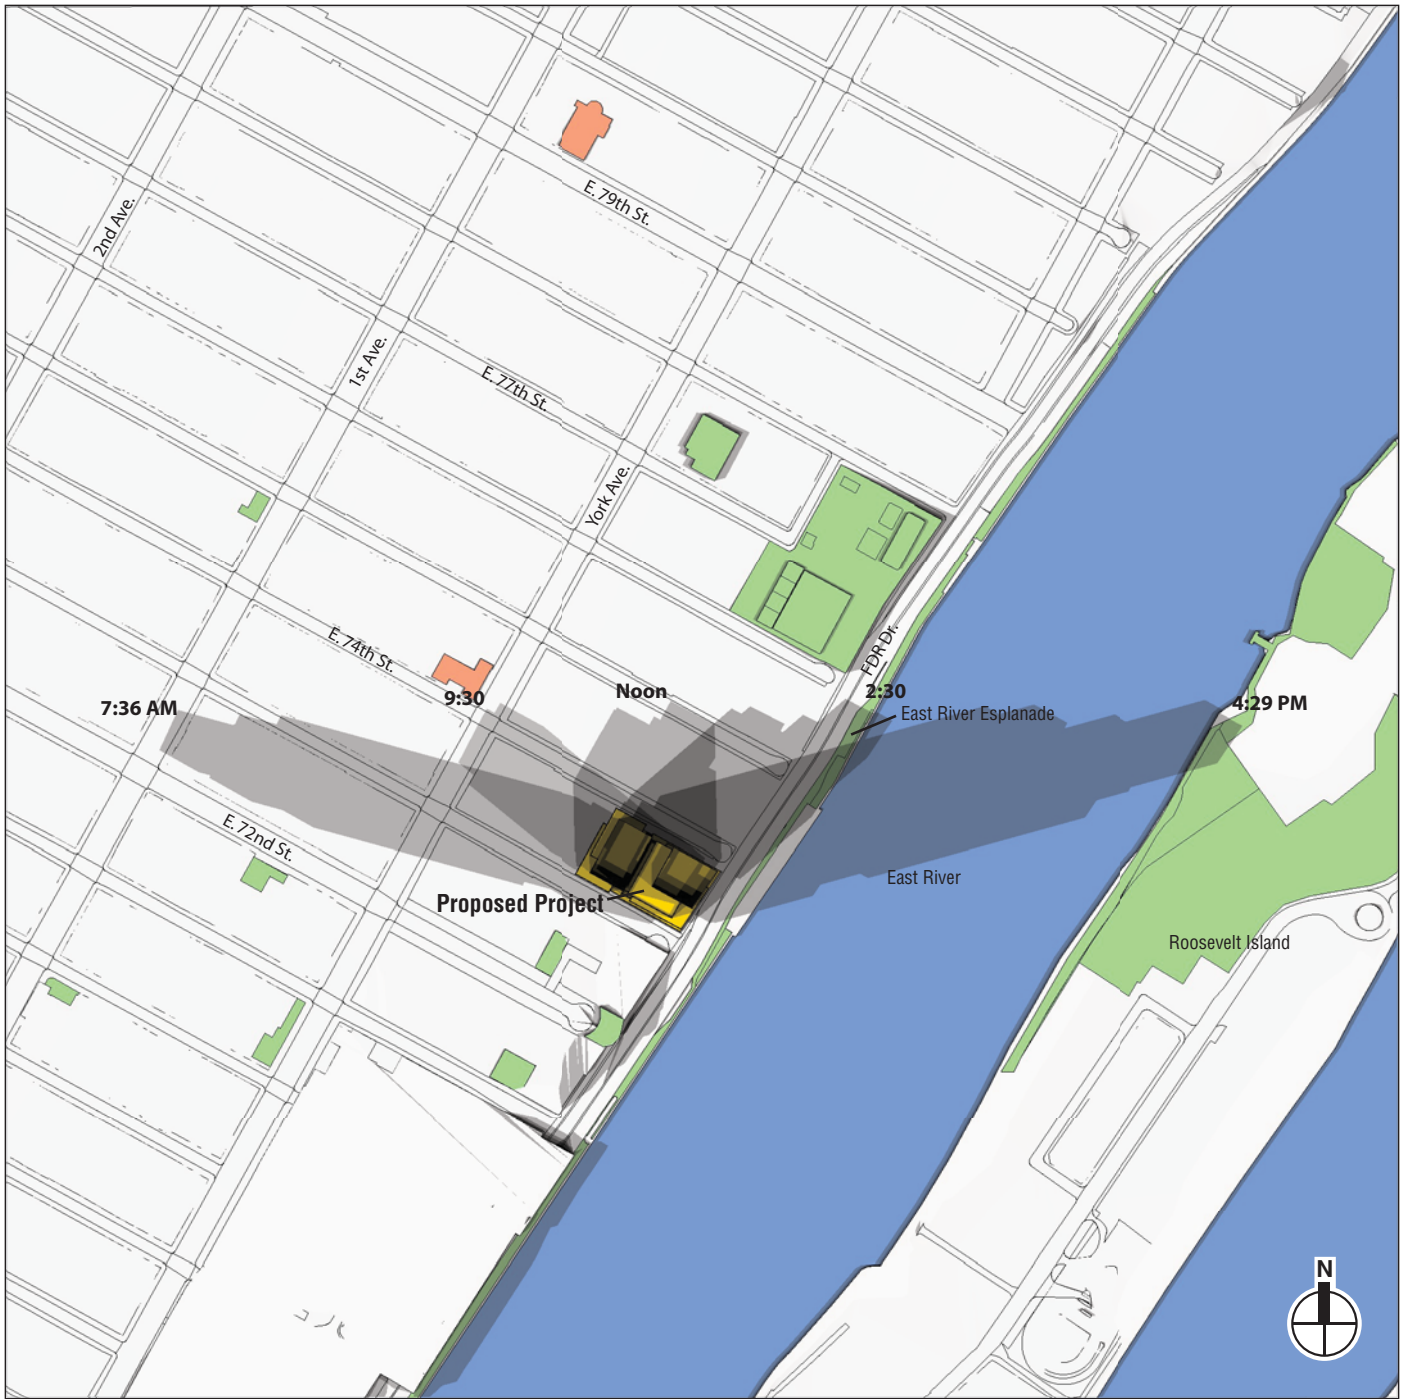 E. 79th St.
2nd Ave.
1st Ave.
E. 77th St.
York Ave.
E. 74th St.
FDR Dr.
7:36 AM
9:30
Noon
2:30
4:29 PM
East River Esplanade
E. 72nd St.
East River
Proposed Project
Roosevelt Island
N